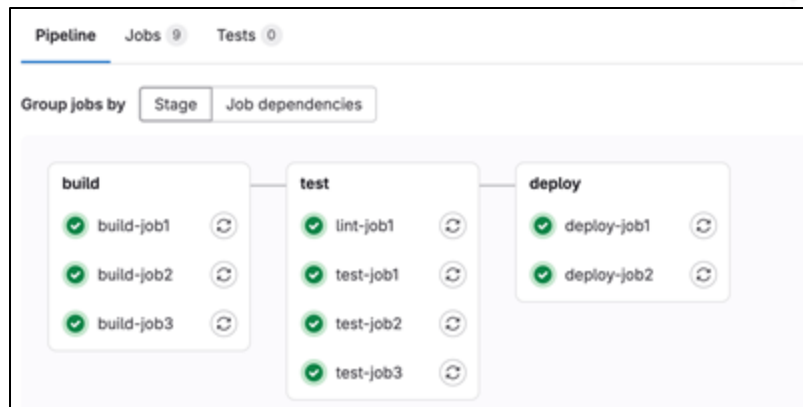 Pipeline Jobs 9 Tests 0
Group jobs by Stage Job dependencies
build
build-job1
build-job2
build-job3
test
lint-job1
test-job1
test-job2
test-job3
deploy
deploy-job1
deploy-job2